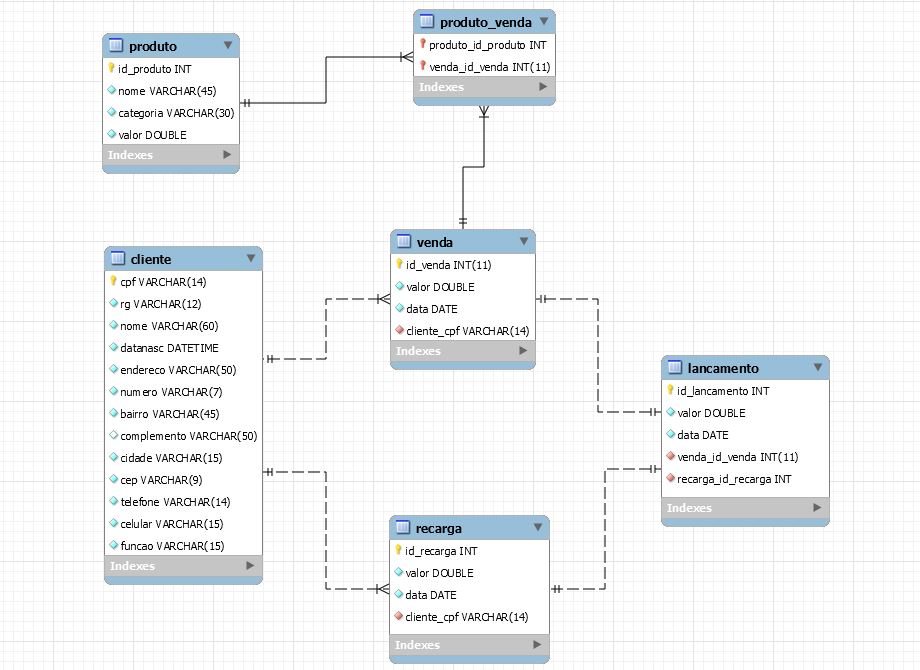 produto
id_produto INT
nome VARCHAR(45)
categoria VARCHAR(30)
valor DOUBLE
Indexes
produto_venda
produto_id_produto INT
venda_id_venda INT(11)
Indexes
cliente
cpf VARCHAR(14)
rg VARCHAR(12)
nome VARCHAR(60)
datanasc DATETIME
endereco VARCHAR(50)
numero VARCHAR(7)
bairro VARCHAR(45)
complemento VARCHAR(50)
cidade VARCHAR(15)
cep VARCHAR(9)
telefone VARCHAR(14)
celular VARCHAR(15)
funcao VARCHAR(15)
Indexes
venda
id_venda INT(11)
valor DOUBLE
data DATE
cliente_cpf VARCHAR(14)
Indexes
recarga
id_recarga INT
valor DOUBLE
data DATE
cliente_cpf VARCHAR(14)
Indexes
lancamento
id_lancamento INT
valor DOUBLE
data DATE
venda_id_venda INT(11)
recarga_id_recarga INT
Indexes